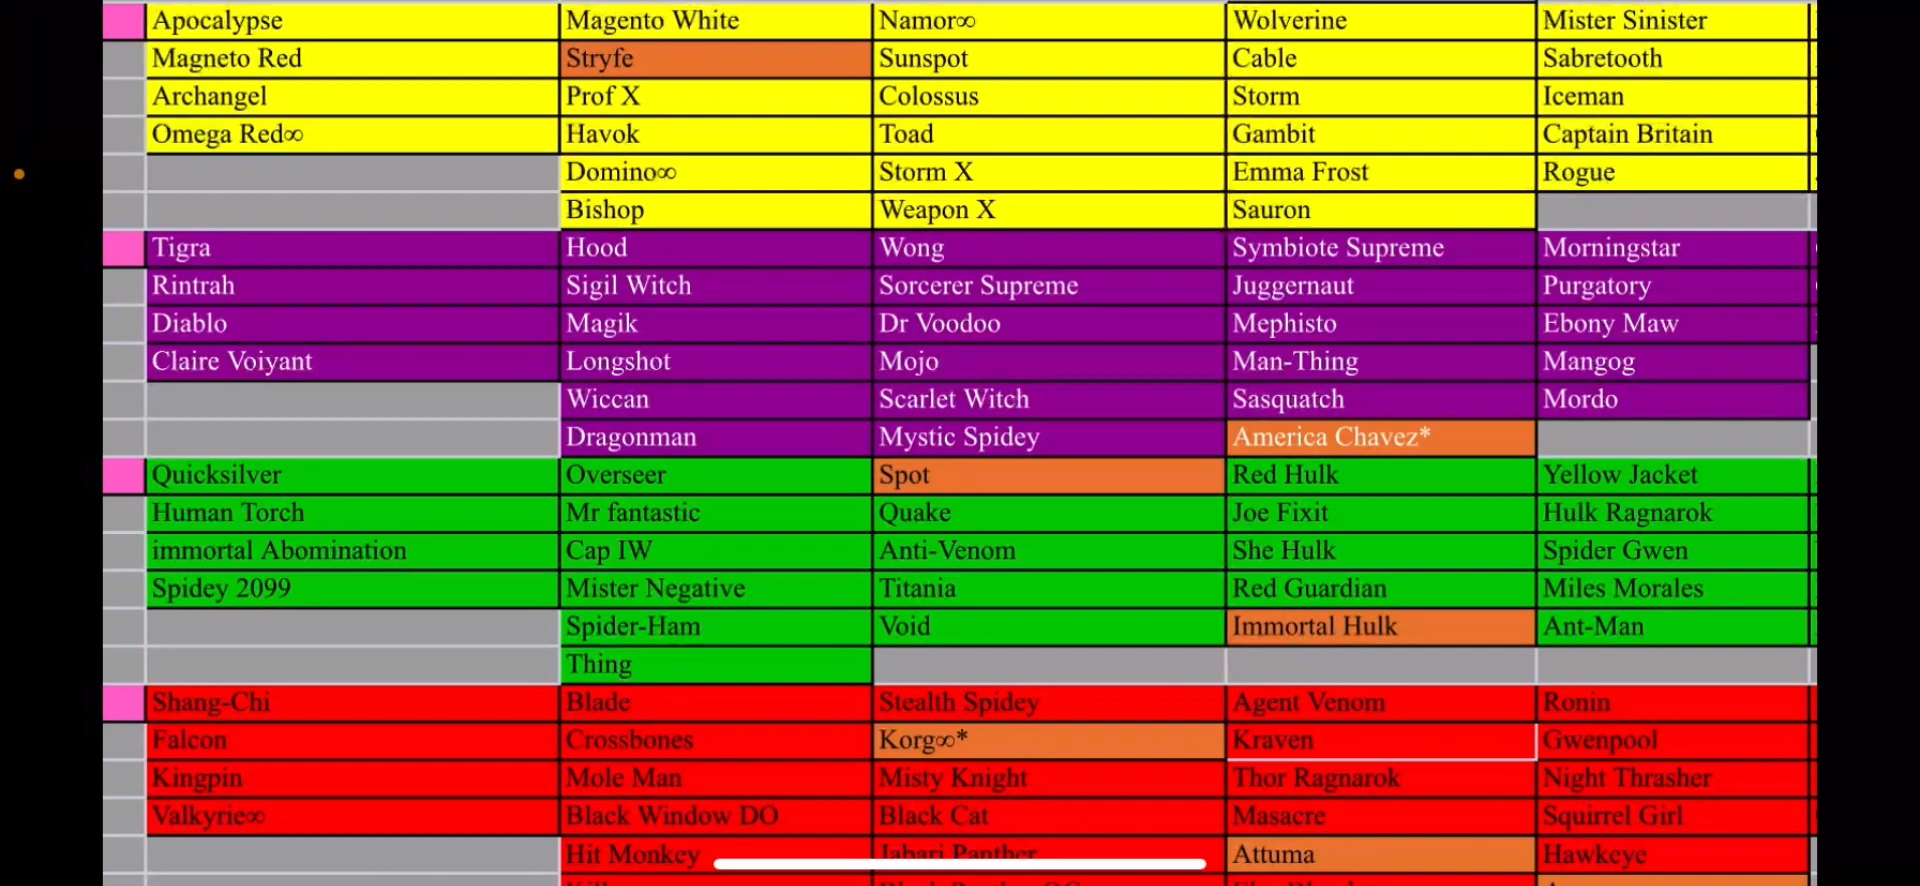 Apocalypse Magento White Namor∞ Wolverine Mister Sinister
Magneto Red Stryfe Sunspot Cable Sabretooth
Archangel Prof X Colossus Storm Iceman
Omega Red∞ Havok Toad Gambit Captain Britain
Domino∞ Storm X Emma Frost Rogue
Bishop Weapon X Sauron
Tigra Hood Wong Symbiote Supreme Morningstar
Rintrah Sigil Witch Sorcerer Supreme Juggernaut Purgatory
Diablo Magik Dr Voodoo Mephisto Ebony Maw
Claire Voiyant Longshot Mojo Man-Thing Mangog
Wiccan Scarlet Witch Sasquatch Mordo
Dragonman Mystic Spidey America Chavez*
Quicksilver Overseer Spot Red Hulk Yellow Jacket
Human Torch Mr fantastic Quake Joe Fixit Hulk Ragnarok
immortal Abomination Cap IW Anti-Venom She Hulk Spider Gwen
Spidey 2099 Mister Negative Titania Red Guardian Miles Morales
Spider-Ham Void Immortal Hulk Ant-Man
Thing
Shang-Chi Blade Stealth Spidey Agent Venom Ronin
Falcon Crossbones Korg∞* Kraven Gwenpool
Kingpin Mole Man Misty Knight Thor Ragnarok Night Thrasher
Valkyrie∞ Black Window DO Black Cat Masacre Squirrel Girl
Hit Monkey Jabari Panther Attuma Hawkeye